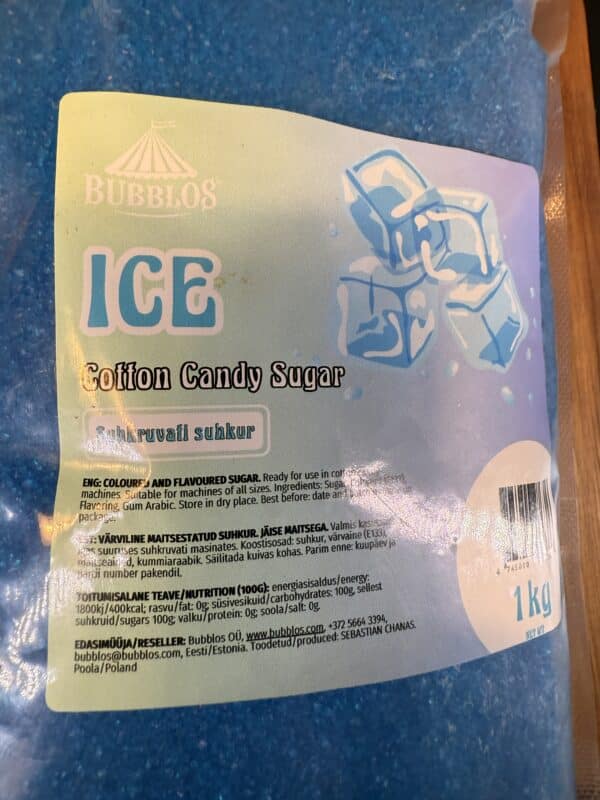 BUBBLOS
ICE
Cotton Candy Sugar
Suhkruvati suhkur
ENG: COLOURED AND FLAVOURED SUGAR. Ready for use in
machines. Suitable for machines of all sizes. Ingredients: Sugar,
Flavoring, Gum Arabic. Store in dry place. Best before: date and
package.
EST: VÄRVILINE MAITSESTATUD SUHKUR. JÄISE MAITSEGA. Valmis
suuruses suhkruvati masinates. Koostisosad: suhkur, värvaine (E133),
kummiaraabik. Säilitada kuivas kohas. Parim enne: kuupäev ja
partii number pakendil.
TOITUMISALANE TEAVE/NUTRITION (100G): energiasisaldus/energy:
1800kj/400kcal; rasvu/fat: 0g; süsivesikuid/carbohydrates: 100g, sellest
suhkruid/sugars 100g; valku/protein: 0g; soola/salt: 0g.
EDASIMÜÜJA/RESELLER: Bubblos OÜ, www.bubblos.com, +372 5664 3394,
bubblos@bubblos.com, Eesti/Estonia. Toodetud/produced: SEBASTIAN CHANAS.
Poola/Poland
1kg
NET WT